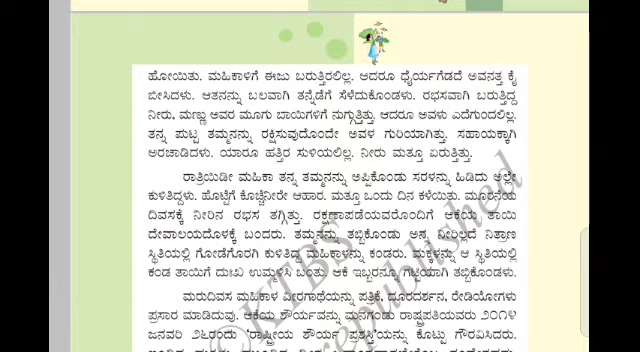 ಹೋಯಿತು. ಮಹಿಕಾಳಿಗೆ ಈಜು ಬರುತ್ತಿರಲಿಲ್ಲ. ಆದರೂ ಧೈರ್ಯಗೆಡದೆ ಅವನತ್ತ ಕೈ
ಬೀಸಿದಳು. ಆತನನ್ನು ಬಲವಾಗಿ ತನ್ನೆಡೆಗೆ ಸೆಳೆದುಕೊಂಡಳು. ರಭಸವಾಗಿ ಬರುತ್ತಿದ್ದ
ನೀರು, ಮಣ್ಣು ಅವರ ಮೂಗು ಬಾಯಿಗಳಿಗೆ ನುಗ್ಗುತ್ತಿತ್ತು. ಆದರೂ ಅವಳು ಎದೆಗುಂದಲಿಲ್ಲ.
ತನ್ನ ಪುಟ್ಟ ತಮ್ಮನನ್ನು ರಕ್ಷಿಸುವುದೊಂದೇ ಅವಳ ಗುರಿಯಾಗಿತ್ತು. ಸಹಾಯಕ್ಕಾಗಿ
ಅರಚಾಡಿದಳು. ಯಾರೂ ಹತ್ತಿರ ಸುಳಿಯಲಿಲ್ಲ. ನೀರು ಮತ್ತೂ ಏರುತ್ತಿತ್ತು.
ರಾತ್ರಿಯಿಡೀ ಮಹಿಕಾ ತನ್ನ ತಮ್ಮನನ್ನು ಅಪ್ಪಿಕೊಂಡು ಸರಳನ್ನು ಹಿಡಿದು ಅಲ್ಲೇ
ಕುಳಿತಿದ್ದಳು. ಹೊಟ್ಟೆಗೆ ಕೊಚ್ಚೆನೀರೇ ಆಹಾರ. ಮತ್ತೂ ಒಂದು ದಿನ ಕಳೆಯಿತು. ಮೂರನೆಯ
ದಿವಸಕ್ಕೆ ನೀರಿನ ರಭಸ ತಗ್ಗಿತ್ತು. ರಕ್ಷಣಾಪಡೆಯವರೊಂದಿಗೆ ಆಕೆಯ ತಾಯಿ
ದೇವಾಲಯದೊಳಕ್ಕೆ ಬಂದರು. ತಮ್ಮನನ್ನು ತಬ್ಬಿಕೊಂಡು ಅನ್ನ ನೀರಿಲ್ಲದೆ ನಿತ್ರಾಣ
ಸ್ಥಿತಿಯಲ್ಲಿ ಗೋಡೆಗೊರಗಿ ಕುಳಿತಿದ್ದ ಮಹಿಕಾಳನ್ನು ಕಂಡರು. ಮಕ್ಕಳನ್ನು ಆ ಸ್ಥಿತಿಯಲ್ಲಿ
ಕಂಡ ತಾಯಿಗೆ ದುಃಖ ಉಮ್ಮಳಿಸಿ ಬಂತು. ಆಕೆ ಇಬ್ಬರನ್ನೂ ಗಟ್ಟಿಯಾಗಿ ತಬ್ಬಿಕೊಂಡಳು.
ಮರುದಿವಸ ಮಹಿಕಾಳ ವೀರಗಾಥೆಯನ್ನು ಪತ್ರಿಕೆ, ದೂರದರ್ಶನ, ರೇಡಿಯೋಗಳು
ಪ್ರಸಾರ ಮಾಡಿದುವು. ಆಕೆಯ ಶೌರ್ಯವನ್ನು ಮನಗಂಡು ರಾಷ್ಟ್ರಪತಿಯವರು ೨೦೧೪
ಜನವರಿ ೨೬ರಂದು 'ರಾಷ್ಟ್ರೀಯ ಶೌರ್ಯ ಪ್ರಶಸ್ತಿ'ಯನ್ನು ಕೊಟ್ಟು ಗೌರವಿಸಿದರು.
©KTBS
republished